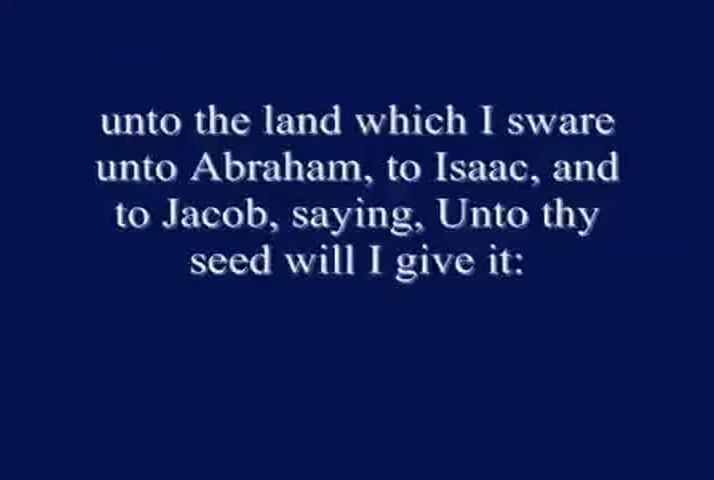 unto the land which I sware
unto Abraham, to Isaac, and
to Jacob, saying, Unto thy
seed will I give it: